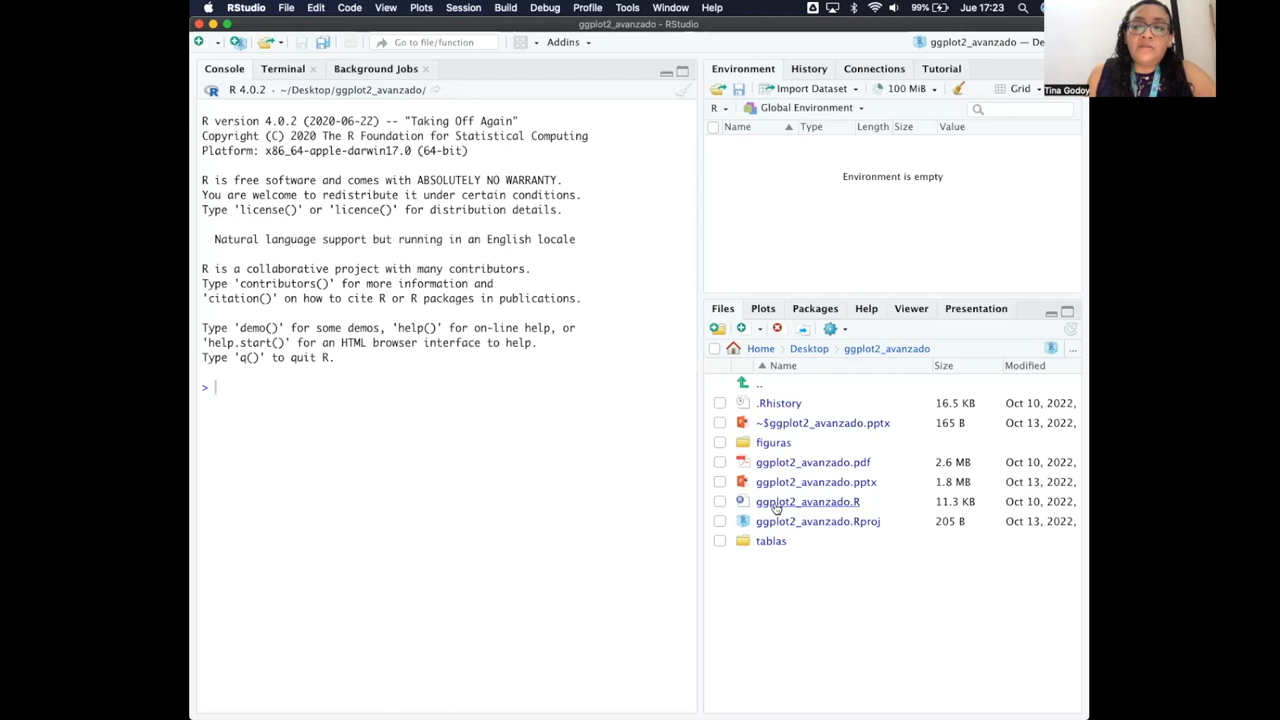 RStudio File Edit Code View Plots Session Build Debug Profile Tools Window Help 99% Jue 17:23
ggplot2_avanzado - RStudio
Go to file/function Addins ggplot2_avanzado —
Tina Godoy
Console Terminal Background Jobs
R 4.0.2 · ~/Desktop/ggplot2_avanzado/
R version 4.0.2 (2020-06-22) -- "Taking Off Again"
Copyright (C) 2020 The R Foundation for Statistical Computing
Platform: x86_64-apple-darwin17.0 (64-bit)
R is free software and comes with ABSOLUTELY NO WARRANTY.
You are welcome to redistribute it under certain conditions.
Type 'license()' or 'licence()' for distribution details.
Natural language support but running in an English locale
R is a collaborative project with many contributors.
Type 'contributors()' for more information and
'citation()' on how to cite R or R packages in publications.
Type 'demo()' for some demos, 'help()' for on-line help, or
'help.start()' for an HTML browser interface to help.
Type 'q()' to quit R.
>
Environment History Connections Tutorial
Import Dataset 100 MiB Grid
R Global Environment
Name Type Length Size Value
Environment is empty
Files Plots Packages Help Viewer Presentation
Home Desktop ggplot2_avanzado ...
Name Size Modified
..
.Rhistory 16.5 KB Oct 10, 2022,
~$ggplot2_avanzado.pptx 165 B Oct 13, 2022,
figuras
ggplot2_avanzado.pdf 2.6 MB Oct 10, 2022,
ggplot2_avanzado.pptx 1.8 MB Oct 13, 2022,
ggplot2_avanzado.R 11.3 KB Oct 10, 2022,
ggplot2_avanzado.Rproj 205 B Oct 13, 2022,
tablas